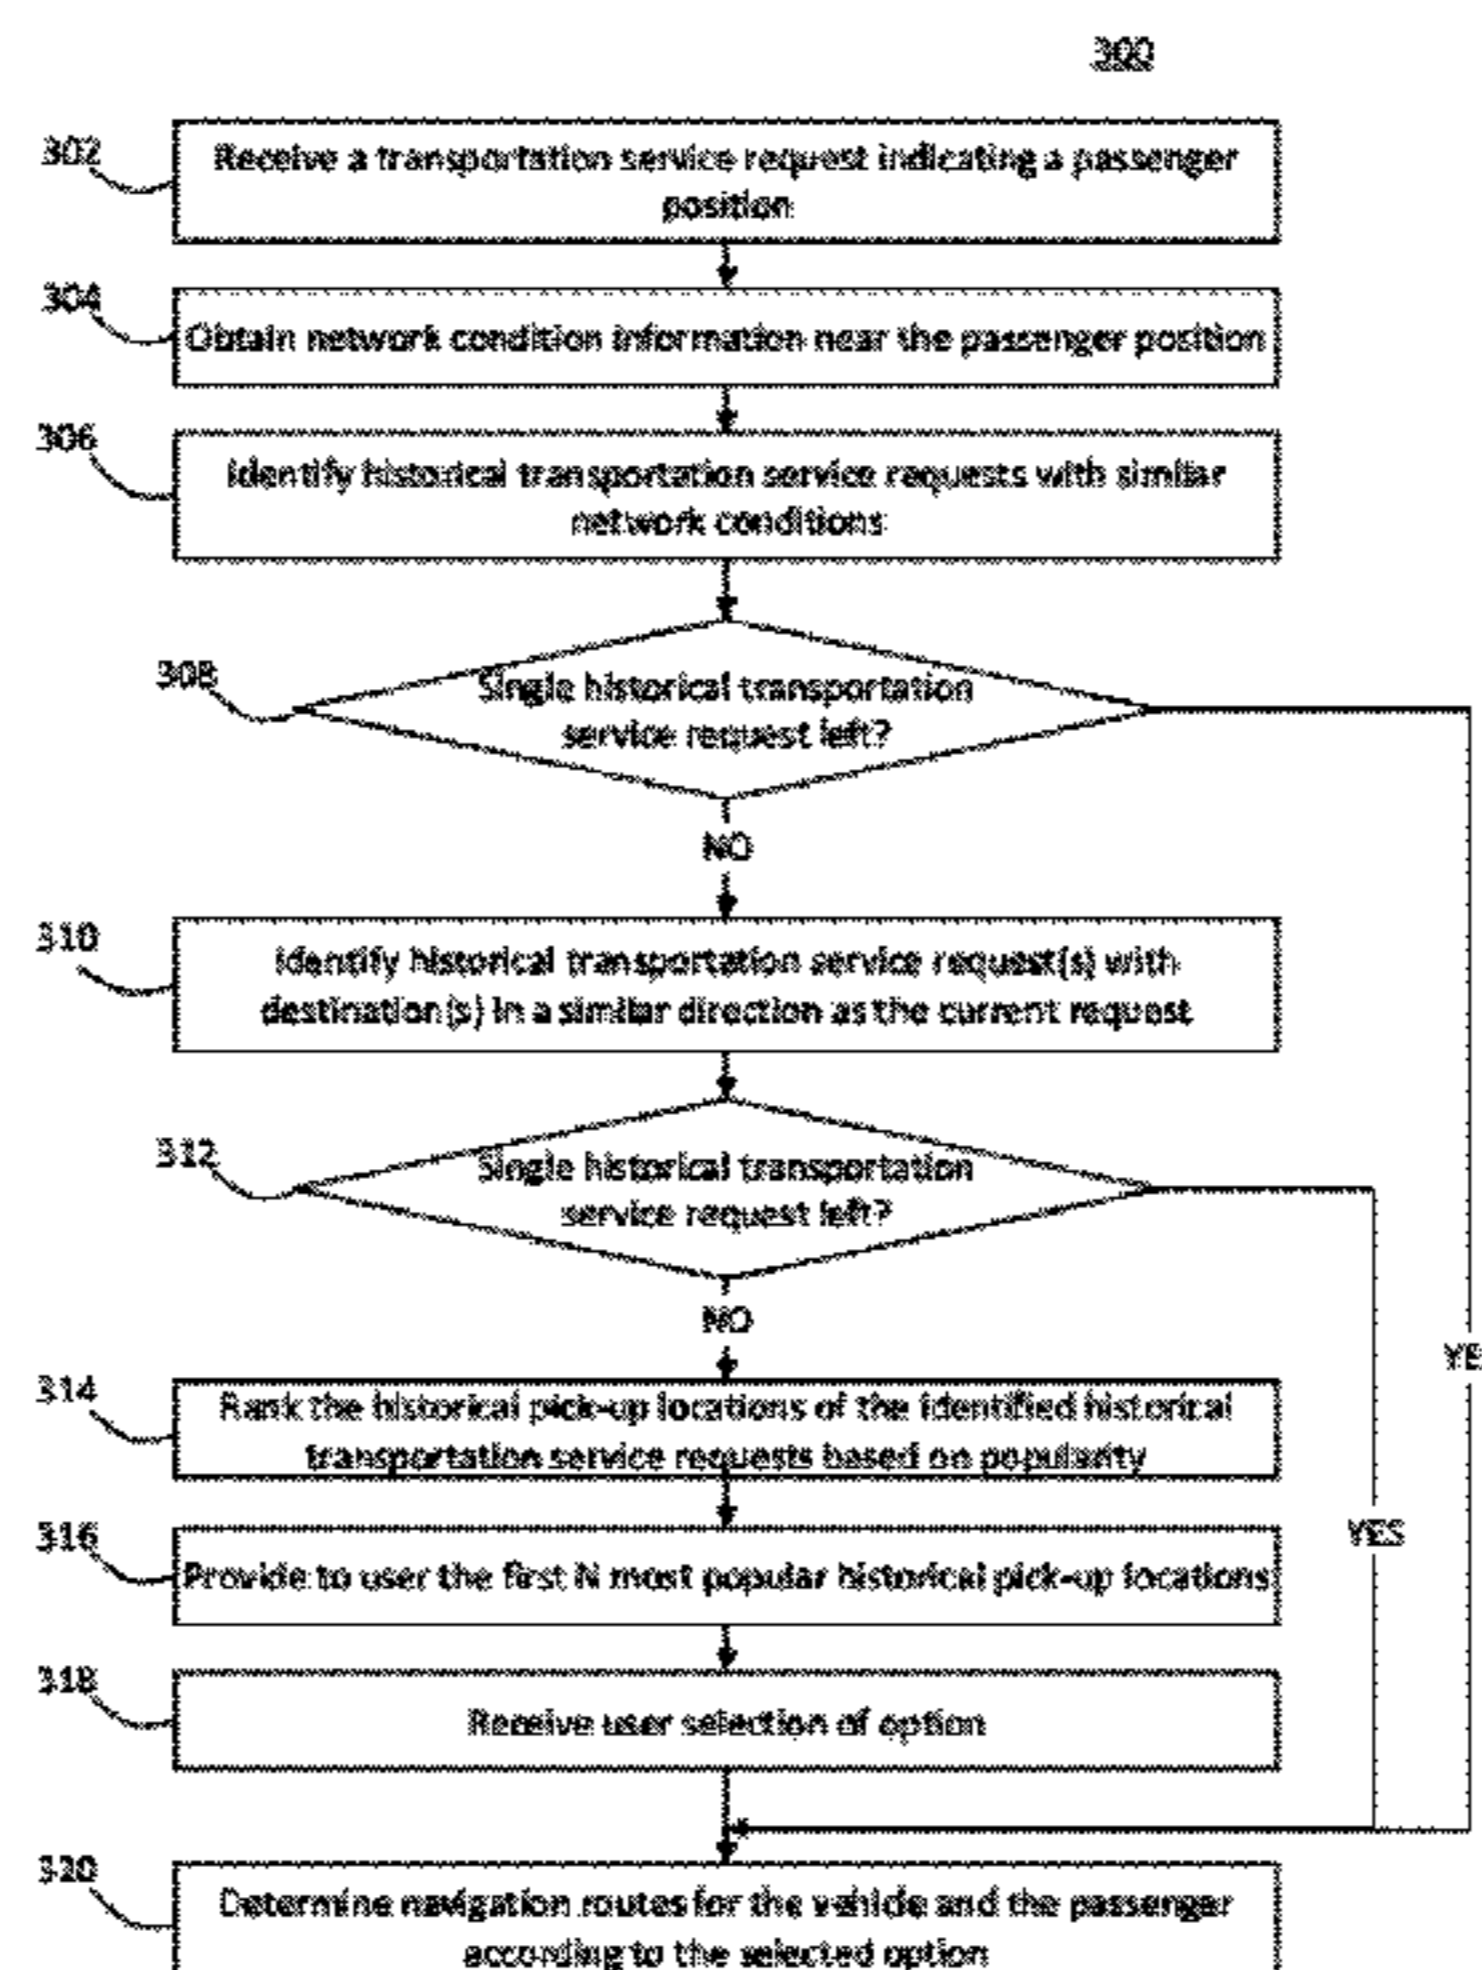 300
302
Receive a transportation service request indicating a passenger
position
304
Obtain network condition information near the passenger position
306
Identify historical transportation service requests with similar
network conditions
308
Single historical transportation
service request left?
NO
310
Identify historical transportation service request(s) with
destination(s) in a similar direction as the current request
312
Single historical transportation
service request left?
NO
YE
314
Rank the historical pick-up locations of the identified historical
transportation service requests based on popularity
YES
316
Provide to user the first N most popular historical pick-up locations
318
Receive user selection of option
320
Determine navigation routes for the vehicle and the passenger
according to the selected option